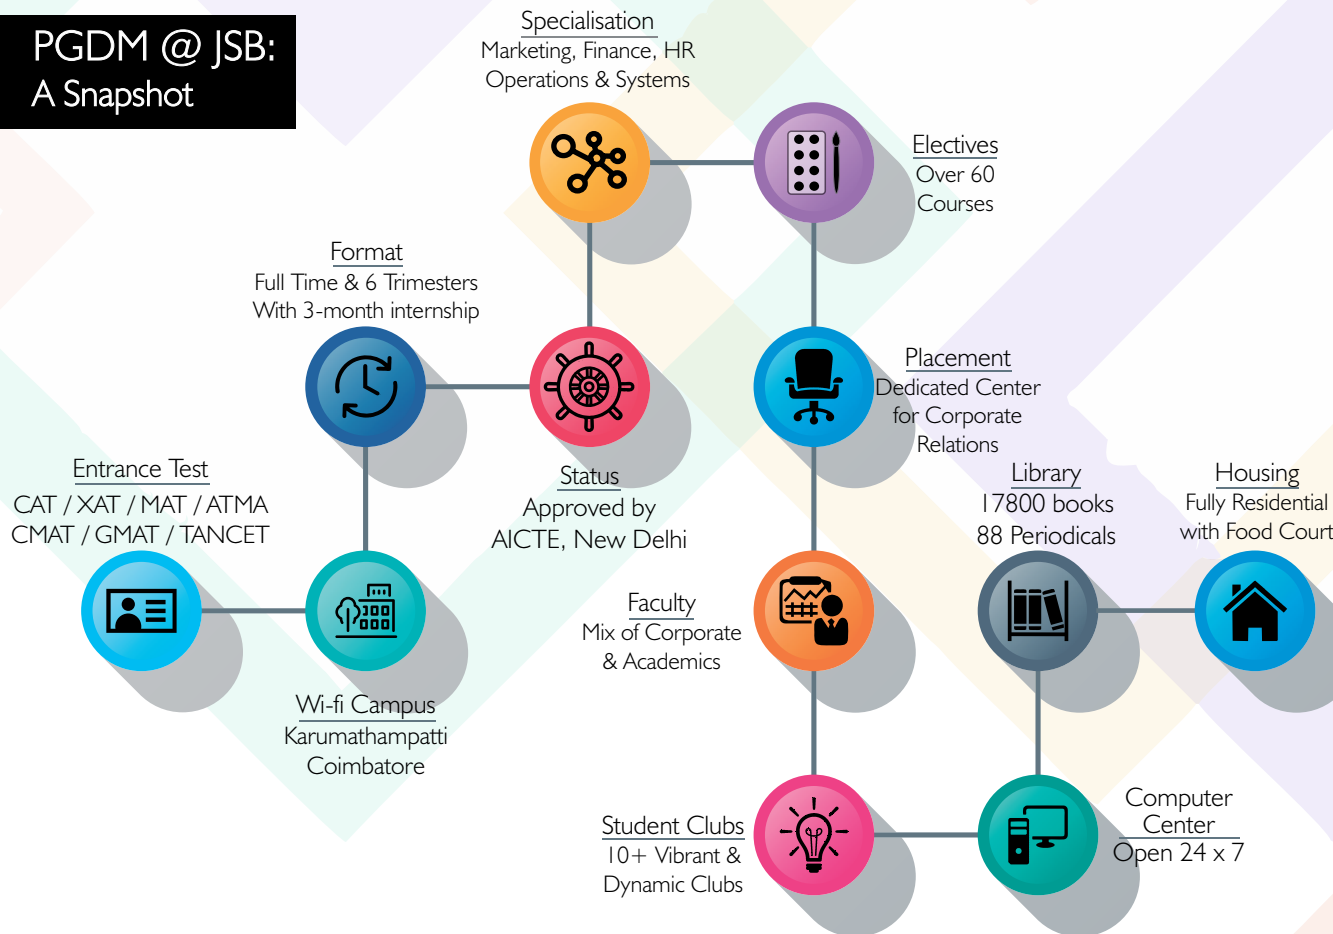 PGDM @ JSB:
A Snapshot
Specialisation
Marketing, Finance, HR
Operations & Systems
Electives
Over 60
Courses
Format
Full Time & 6 Trimesters
With 3-month internship
Placement
Dedicated Center
for Corporate
Relations
Entrance Test
CAT / XAT / MAT / ATMA
CMAT / GMAT / TANCET
Status
Approved by
AICTE, New Delhi
Library
17800 books
88 Periodicals
Housing
Fully Residential
with Food Court
Faculty
Mix of Corporate
& Academics
Wi-fi Campus
Karumathampatti
Coimbatore
Student Clubs
10+ Vibrant &
Dynamic Clubs
Computer
Center
Open 24 x 7